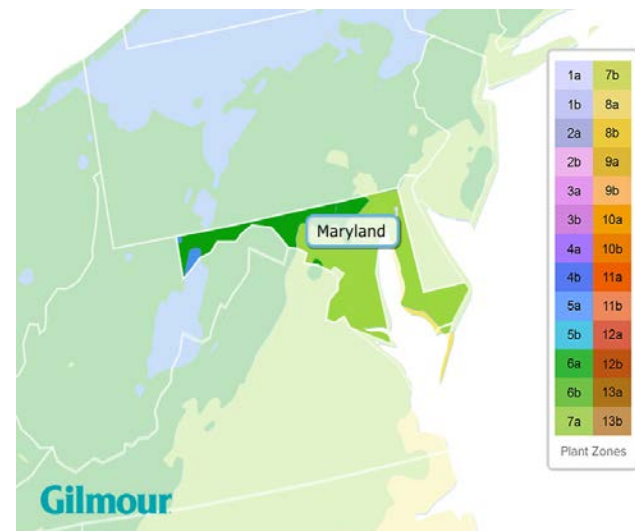 Maryland
1a 7b
1b 8a
2a 8b
2b 9a
3a 9b
3b 10a
4a 10b
4b 11a
5a 11b
5b 12a
6a 12b
6b 13a
7a 13b
Plant Zones
Gilmour